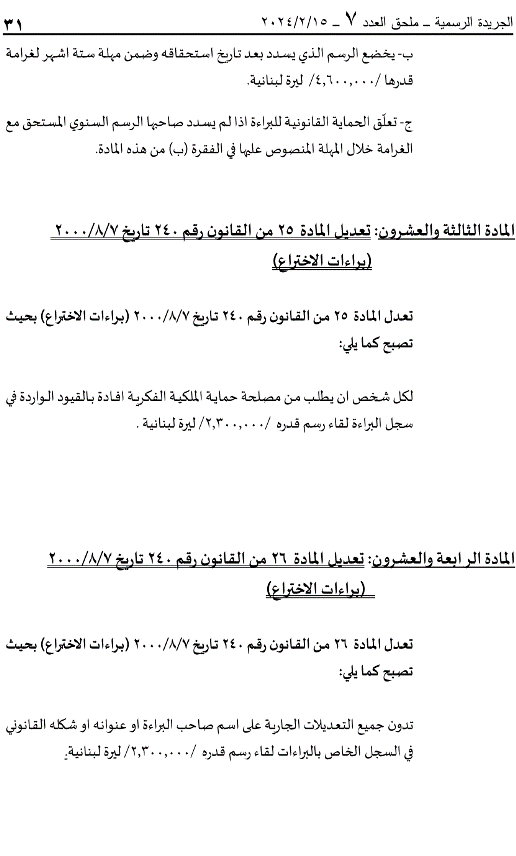 الجريدة الرسمية – ملحق العدد ٧ – ٢٠٢٤/٢/١٥
٣١
ب- يخضع الرسم الذي يسدد بعد تاريخ استحقاقه وضمن مهلة ستة اشهر لغرامة
قدرها /٤,٦٠٠,٠٠٠/ ليرة لبنانية.
ج- تعلّق الحماية القانونية للبراءة اذا لم يسدد صاحبها الرسم السنوي المستحق مع
الغرامة خلال المهلة المنصوص عليها في الفقرة (ب) من هذه المادة.
المادة الثالثة والعشرون: تعديل المادة ٢٥ من القانون رقم ٢٤٠ تاريخ ٢٠٠٠/٨/٧
(براءات الاختراع)
تعدل المادة ٢٥ من القانون رقم ٢٤٠ تاريخ ٢٠٠٠/٨/٧ (براءات الاختراع) بحيث
تصبح كما يلي:
لكل شخص ان يطلب من مصلحة حماية الملكية الفكرية افادة بالقيود الواردة في
سجل البراءة لقاء رسم قدره /٢,٣٠٠,٠٠٠/ ليرة لبنانية .
المادة الرابعة والعشرون: تعديل المادة ٢٦ من القانون رقم ٢٤٠ تاريخ ٢٠٠٠/٨/٧
(براءات الاختراع)
تعدل المادة ٢٦ من القانون رقم ٢٤٠ تاريخ ٢٠٠٠/٨/٧ (براءات الاختراع) بحيث
تصبح كما يلي:
تدون جميع التعديلات الجارية على اسم صاحب البراءة او عنوانه او شكله القانوني
في السجل الخاص بالبراءات لقاء رسم قدره /٢,٣٠٠,٠٠٠/ ليرة لبنانية.